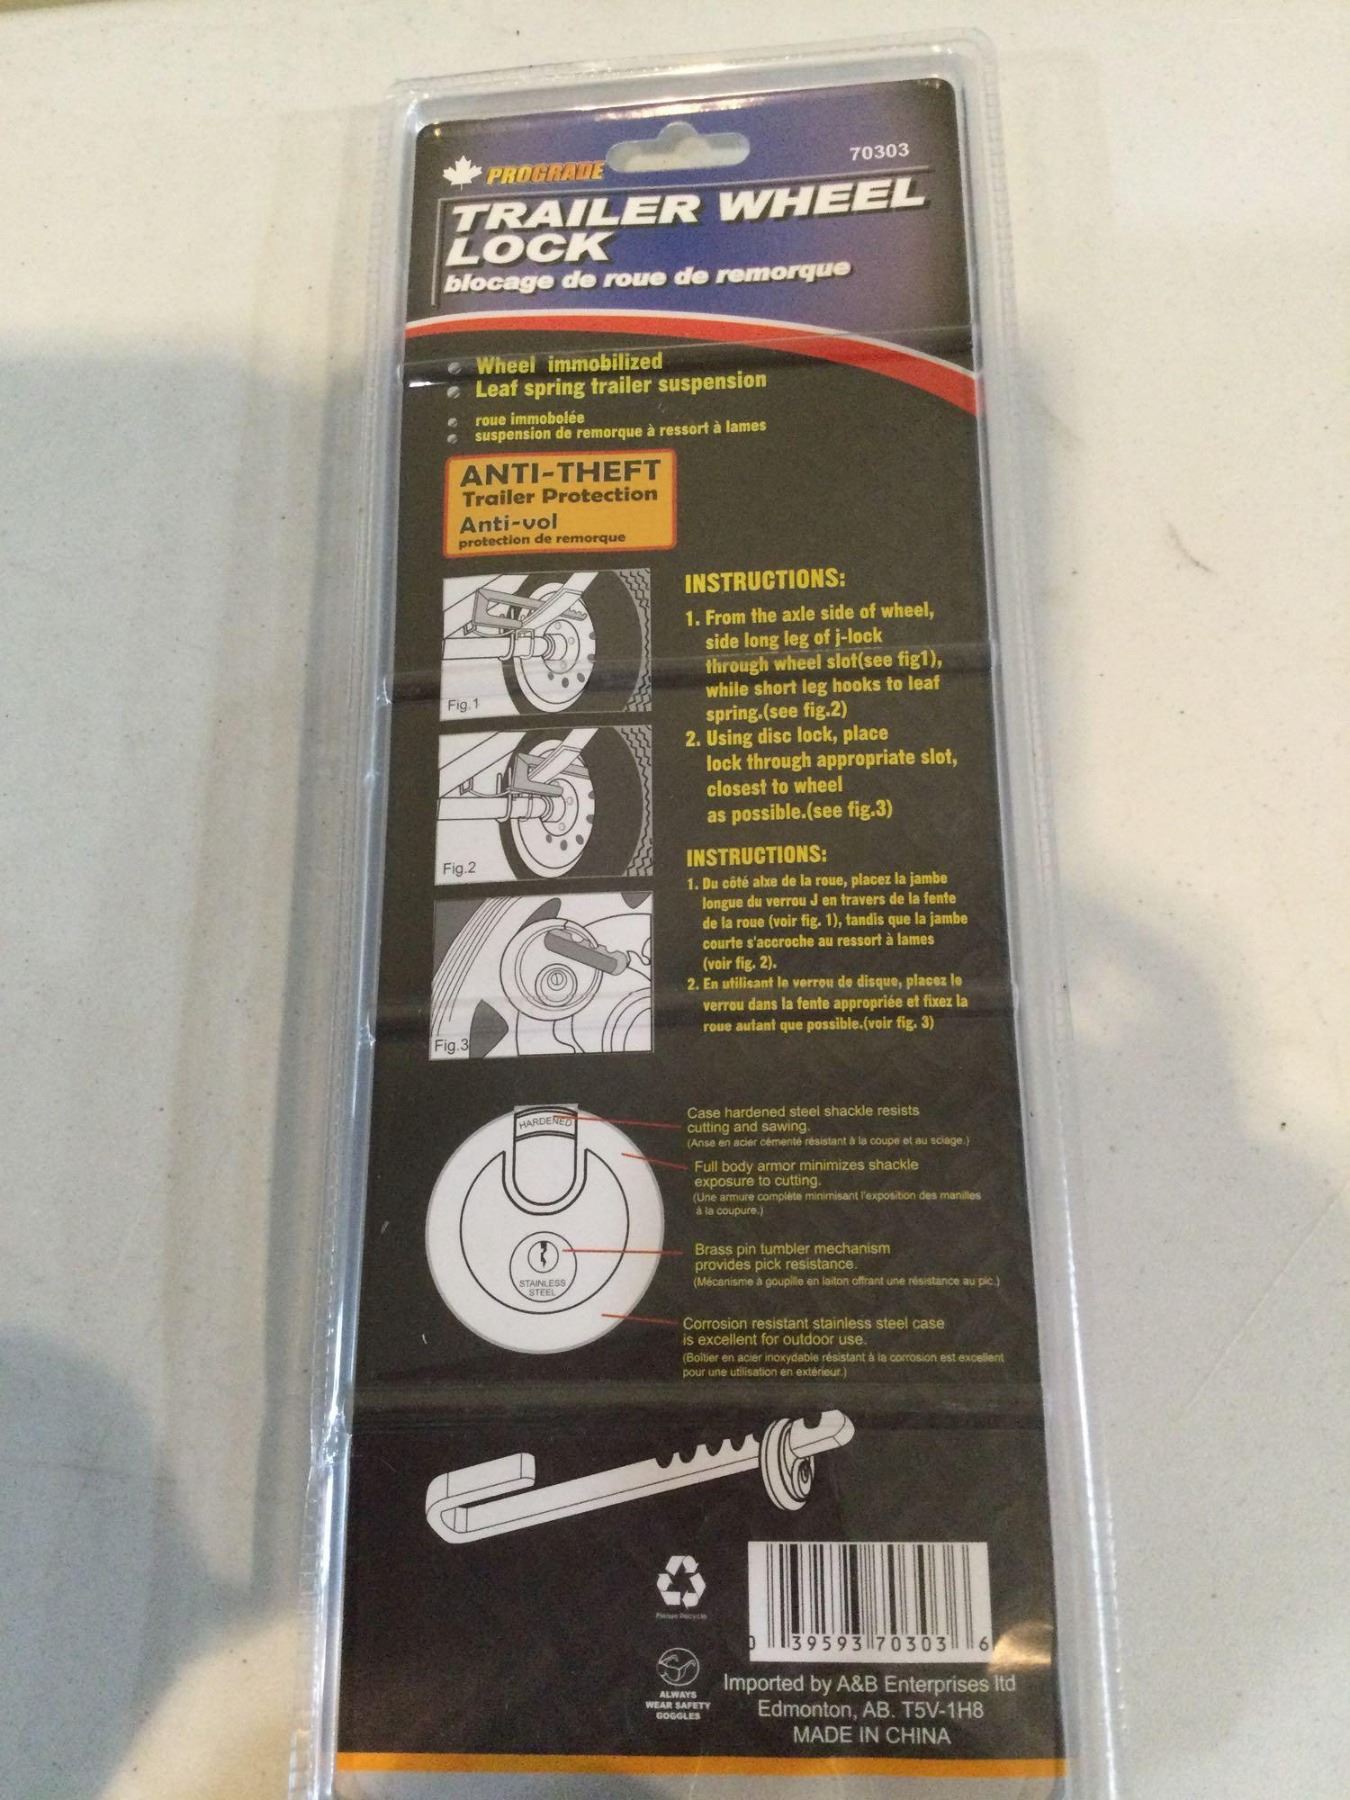 PROGRADE
70303
TRAILER WHEEL
LOCK
blocage de roue de remorque
Wheel immobilized
Leaf spring trailer suspension
roue immobolée
suspension de remorque à ressort à lames
ANTI-THEFT
Trailer Protection
Anti-vol
protection de remorque
Fig.1
Fig.2
Fig.3
INSTRUCTIONS:
1. From the axle side of wheel,
side long leg of j-lock
through wheel slot(see fig1),
while short leg hooks to leaf
spring.(see fig.2)
2. Using disc lock, place
lock through appropriate slot,
closest to wheel
as possible.(see fig.3)
INSTRUCTIONS:
1. Du côté alxe de la roue, placez la jambe
longue du verrou J en travers de la fente
de la roue (voir fig. 1), tandis que la jambe
courte s'accroche au ressort à lames
(voir fig. 2).
2. En utilisant le verrou de disque, placez le
verrou dans la fente appropriée et fixez la
roue autant que possible.(voir fig. 3)
HARDENED
STAINLESS
STEEL
Case hardened steel shackle resists
cutting and sawing.
(Anse en acier cémenté résistant à la coupe et au sciage.)
Full body armor minimizes shackle
exposure to cutting.
(Une armure complète minimisant l'exposition des manilles
à la coupure.)
Brass pin tumbler mechanism
provides pick resistance.
(Mécanisme à goupille en laiton offrant une résistance au pic.)
Corrosion resistant stainless steel case
is excellent for outdoor use.
(Boîtier en acier inoxydable résistant à la corrosion est excellent
pour une utilisation en extérieur.)
Please Recycle
0 39593 70303 6
ALWAYS
WEAR SAFETY
GOGGLES
Imported by A&B Enterprises ltd
Edmonton, AB. T5V-1H8
MADE IN CHINA